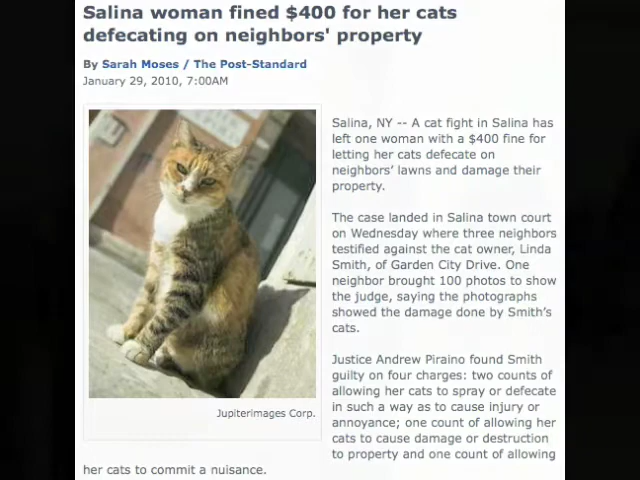 Salina woman fined $400 for her cats
defecating on neighbors' property
By Sarah Moses / The Post-Standard
January 29, 2010, 7:00AM
Salina, NY -- A cat fight in Salina has
left one woman with a $400 fine for
letting her cats defecate on
neighbors' lawns and damage their
property.
The case landed in Salina town court
on Wednesday where three neighbors
testified against the cat owner, Linda
Smith, of Garden City Drive. One
neighbor brought 100 photos to show
the judge, saying the photographs
showed the damage done by Smith's
cats.
Justice Andrew Piraino found Smith
guilty on four charges: two counts of
allowing her cats to spray or defecate
in such a way as to cause injury or
annoyance; one count of allowing her
cats to cause damage or destruction
to property and one count of allowing
her cats to commit a nuisance.
Jupiterimages Corp.